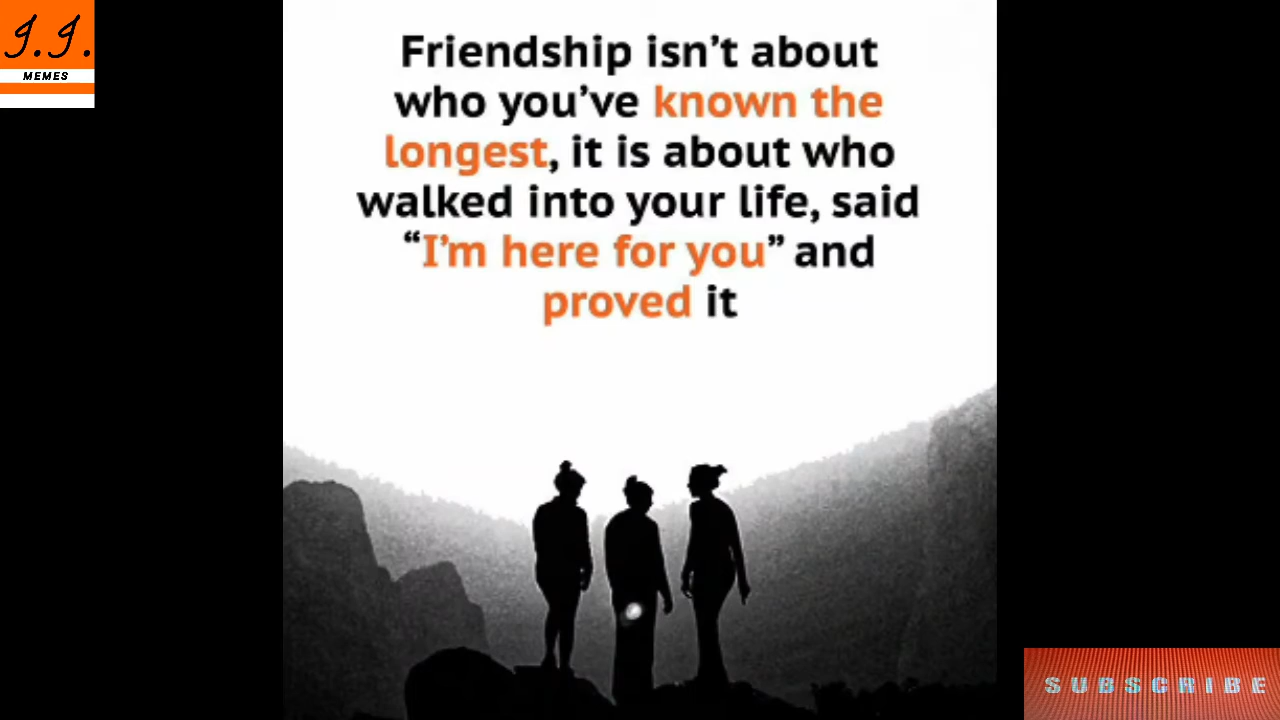 J.J.
MEMES
Friendship isn’t about
who you’ve known the
longest, it is about who
walked into your life, said
“I’m here for you” and
proved it
SUBSCRIBE